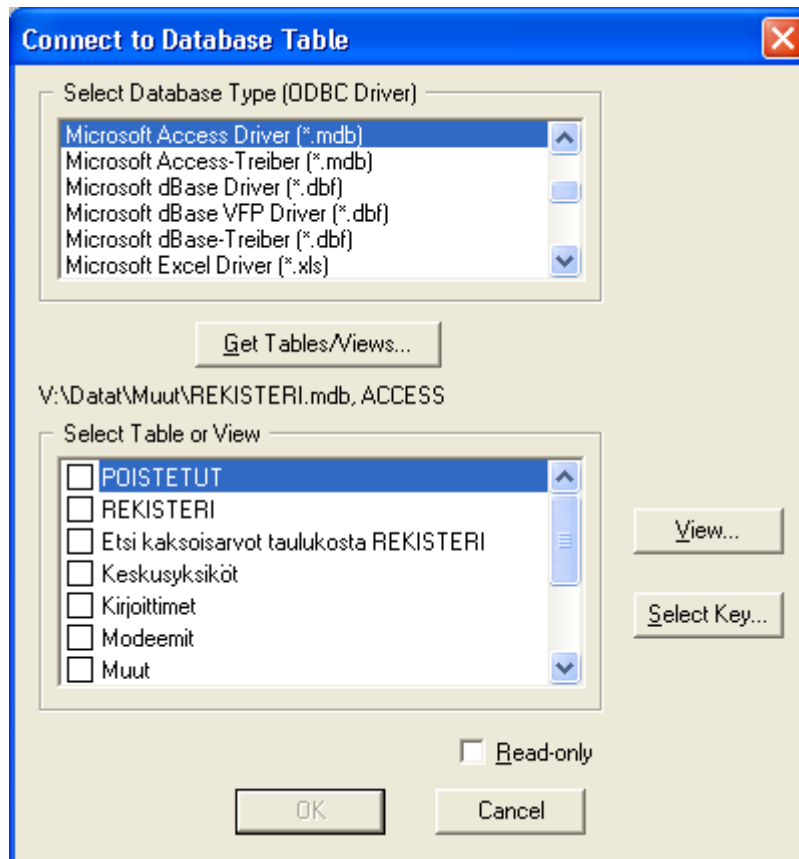 Connect to Database Table
Select Database Type (ODBC Driver)
Microsoft Access Driver (*.mdb)
Microsoft Access-Treiber (*.mdb)
Microsoft dBase Driver (*.dbf)
Microsoft dBase VFP Driver (*.dbf)
Microsoft dBase-Treiber (*.dbf)
Microsoft Excel Driver (*.xls)
Get Tables/Views...
V:\Datat\Muut\REKISTERI.mdb, ACCESS
Select Table or View
POISTETUT
REKISTERI
Etsi kaksoisarvot taulukosta REKISTERI
Keskusyksiköt
Kirjoittimet
Modeemit
Muut
View...
Select Key...
Read-only
OK
Cancel